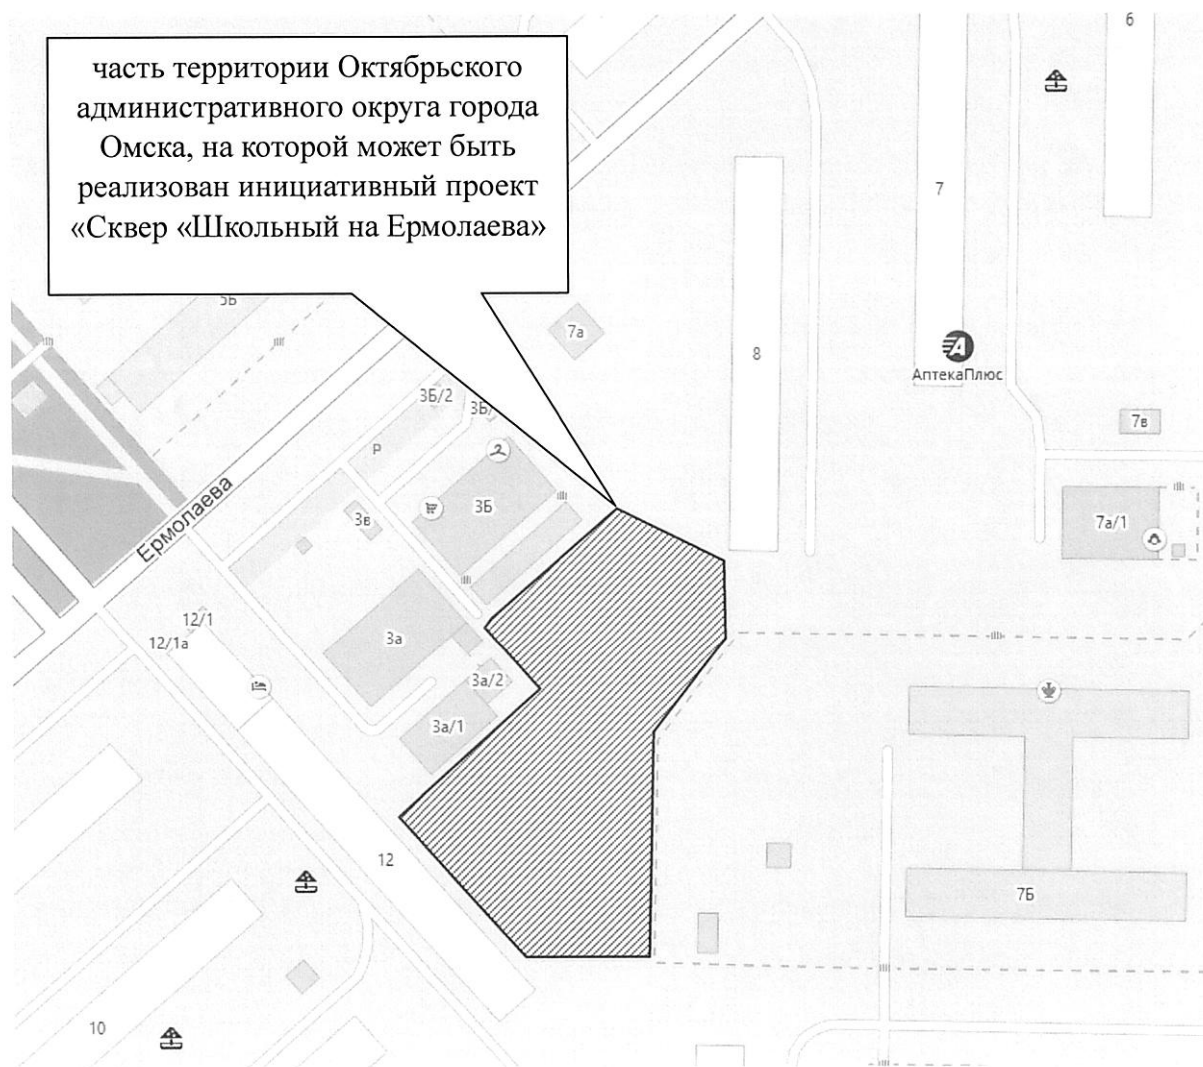 часть территории Октябрьского
административного округа города
Омска, на которой может быть
реализован инициативный проект
«Сквер «Школьный на Ермолаева»
6
7
8
5Б
7а
АптекаПлюс
3Б/2
7в
Р
3Б
3в
7а/1
Ермолаева
12/1
12/1а
3а
3а/2
3а/1
12
7Б
10